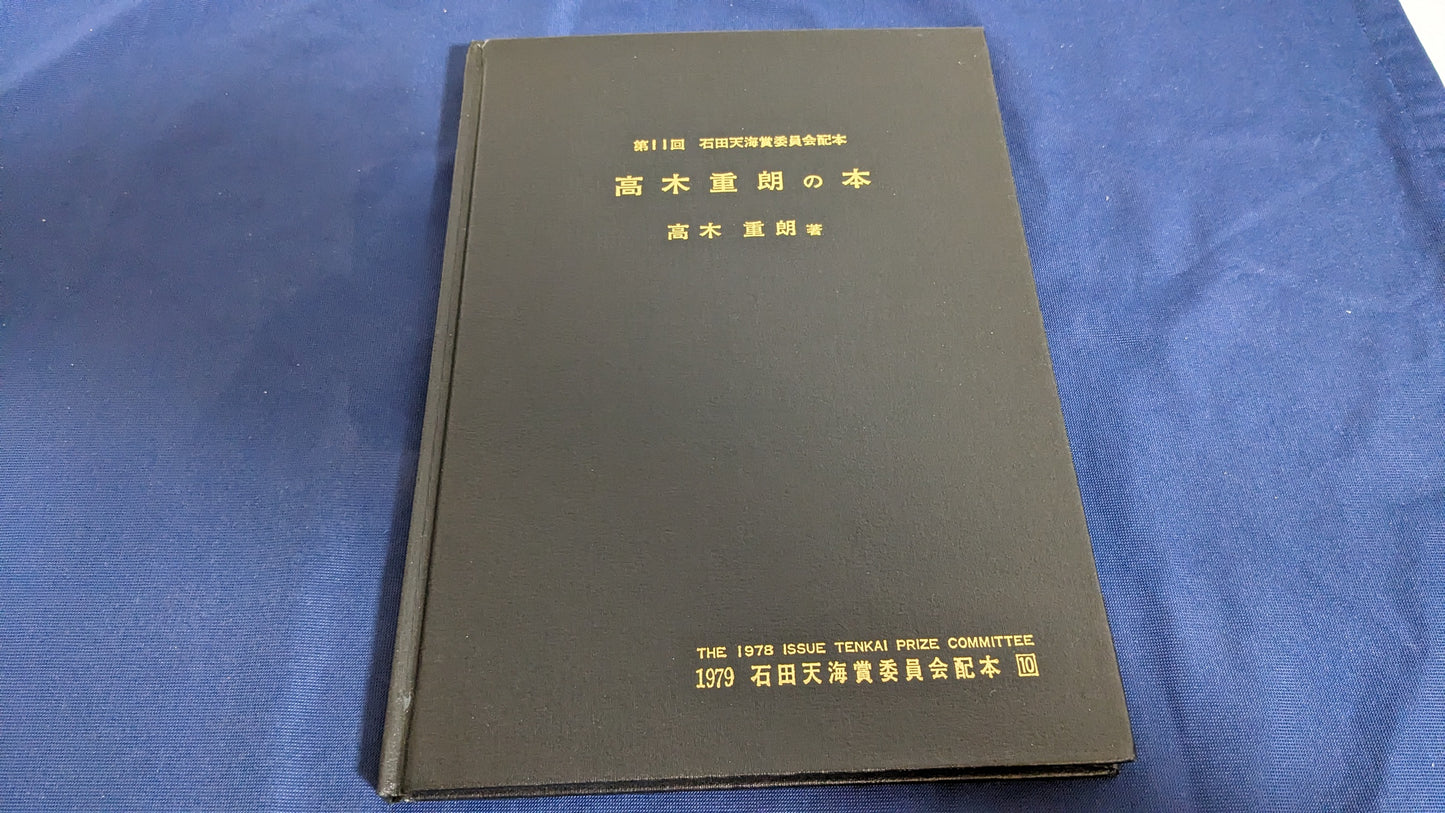 第11回 石田天海賞委員会配本
高木重朗の本
高木 重朗 著
THE 1978 ISSUE TENKAI PRIZE COMMITTEE
1979 石田天海賞委員会配本 10